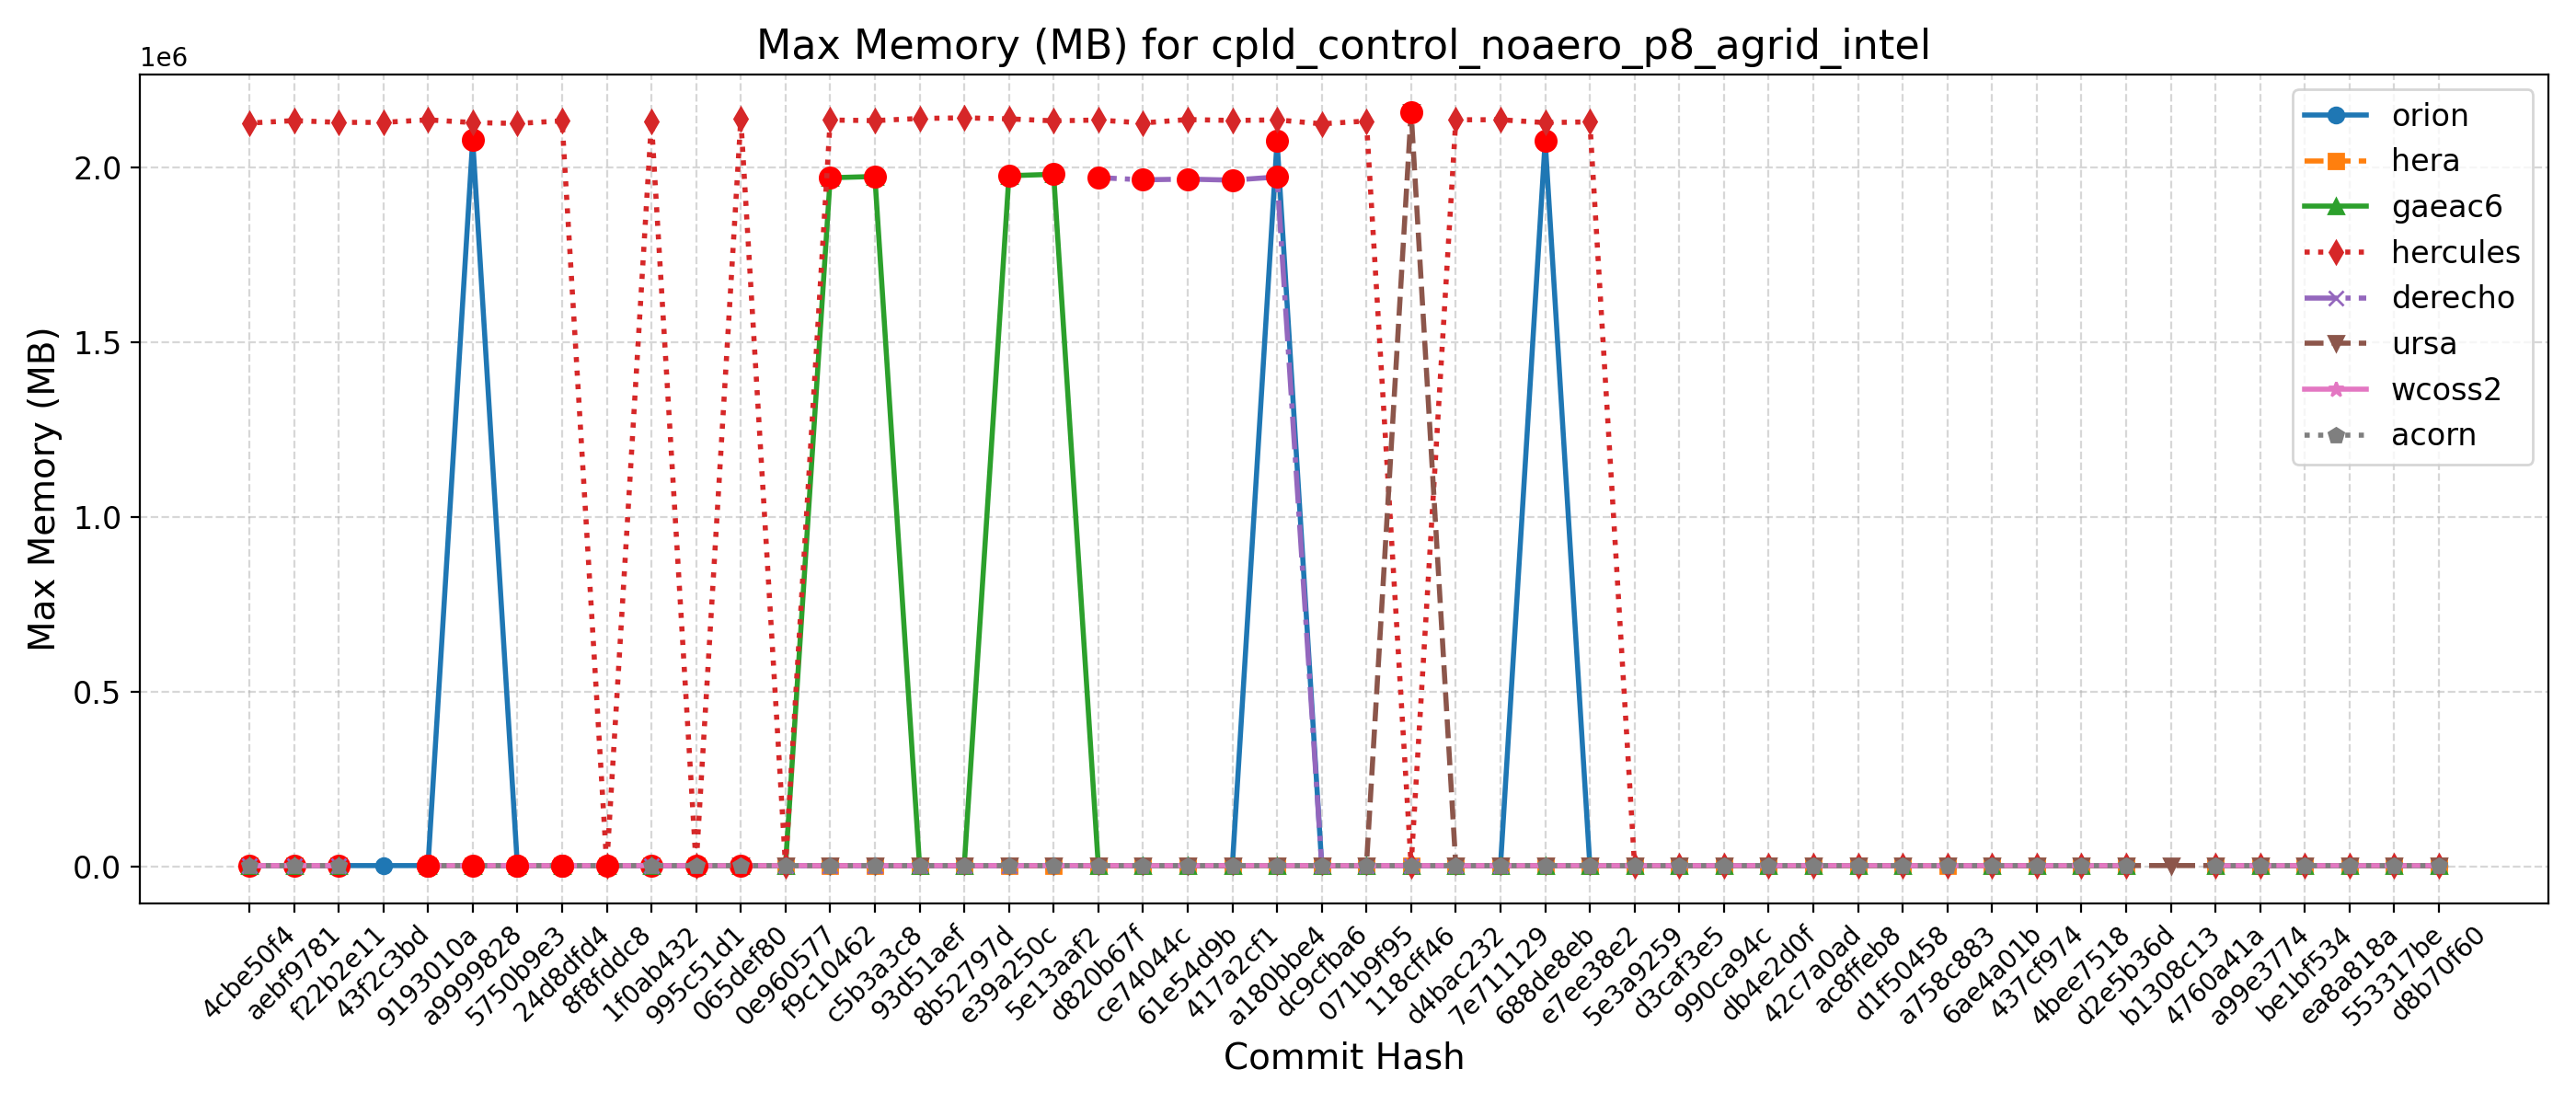 Max Memory (MB) for cpld_control_noaero_p8_agrid_intel
1e6
2.0
1.5
1.0
0.5
0.0
Max Memory (MB)
orion
hera
gaeac6
hercules
derecho
ursa
wcoss2
acorn
4cbe50f4
aebf9781
f22b2e11
43f2c3bd
9193010a
a9999828
5750b9e3
24d8dfd4
8f8fddc8
1f0ab432
995c51d1
065def80
0e960577
f9c10462
c5b3a3c8
93d51aef
8b52797d
e39a250c
5e13aaf2
d820b67f
ce74044c
61e54d9b
417a2cf1
a180bbe4
dc9cfba6
071b9f95
118cff46
d4bac232
7e711129
688de8eb
e7ee38e2
5e3a9259
d3caf3e5
990ca94c
db4e2d0f
42c7a0ad
ac8ffeb8
d1f50458
a758c883
6ae4a01b
437cf974
4bee7518
d2e5b36d
b1308c13
4760a41a
a99e3774
be1bf534
ea8a818a
553317be
d8b70f60
Commit Hash